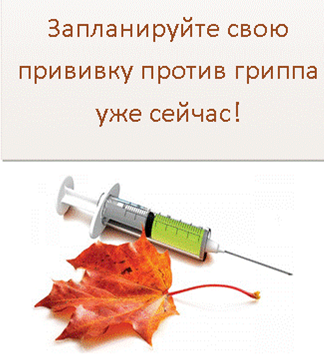 Запланируйте свою
прививку против гриппа
уже сейчас!